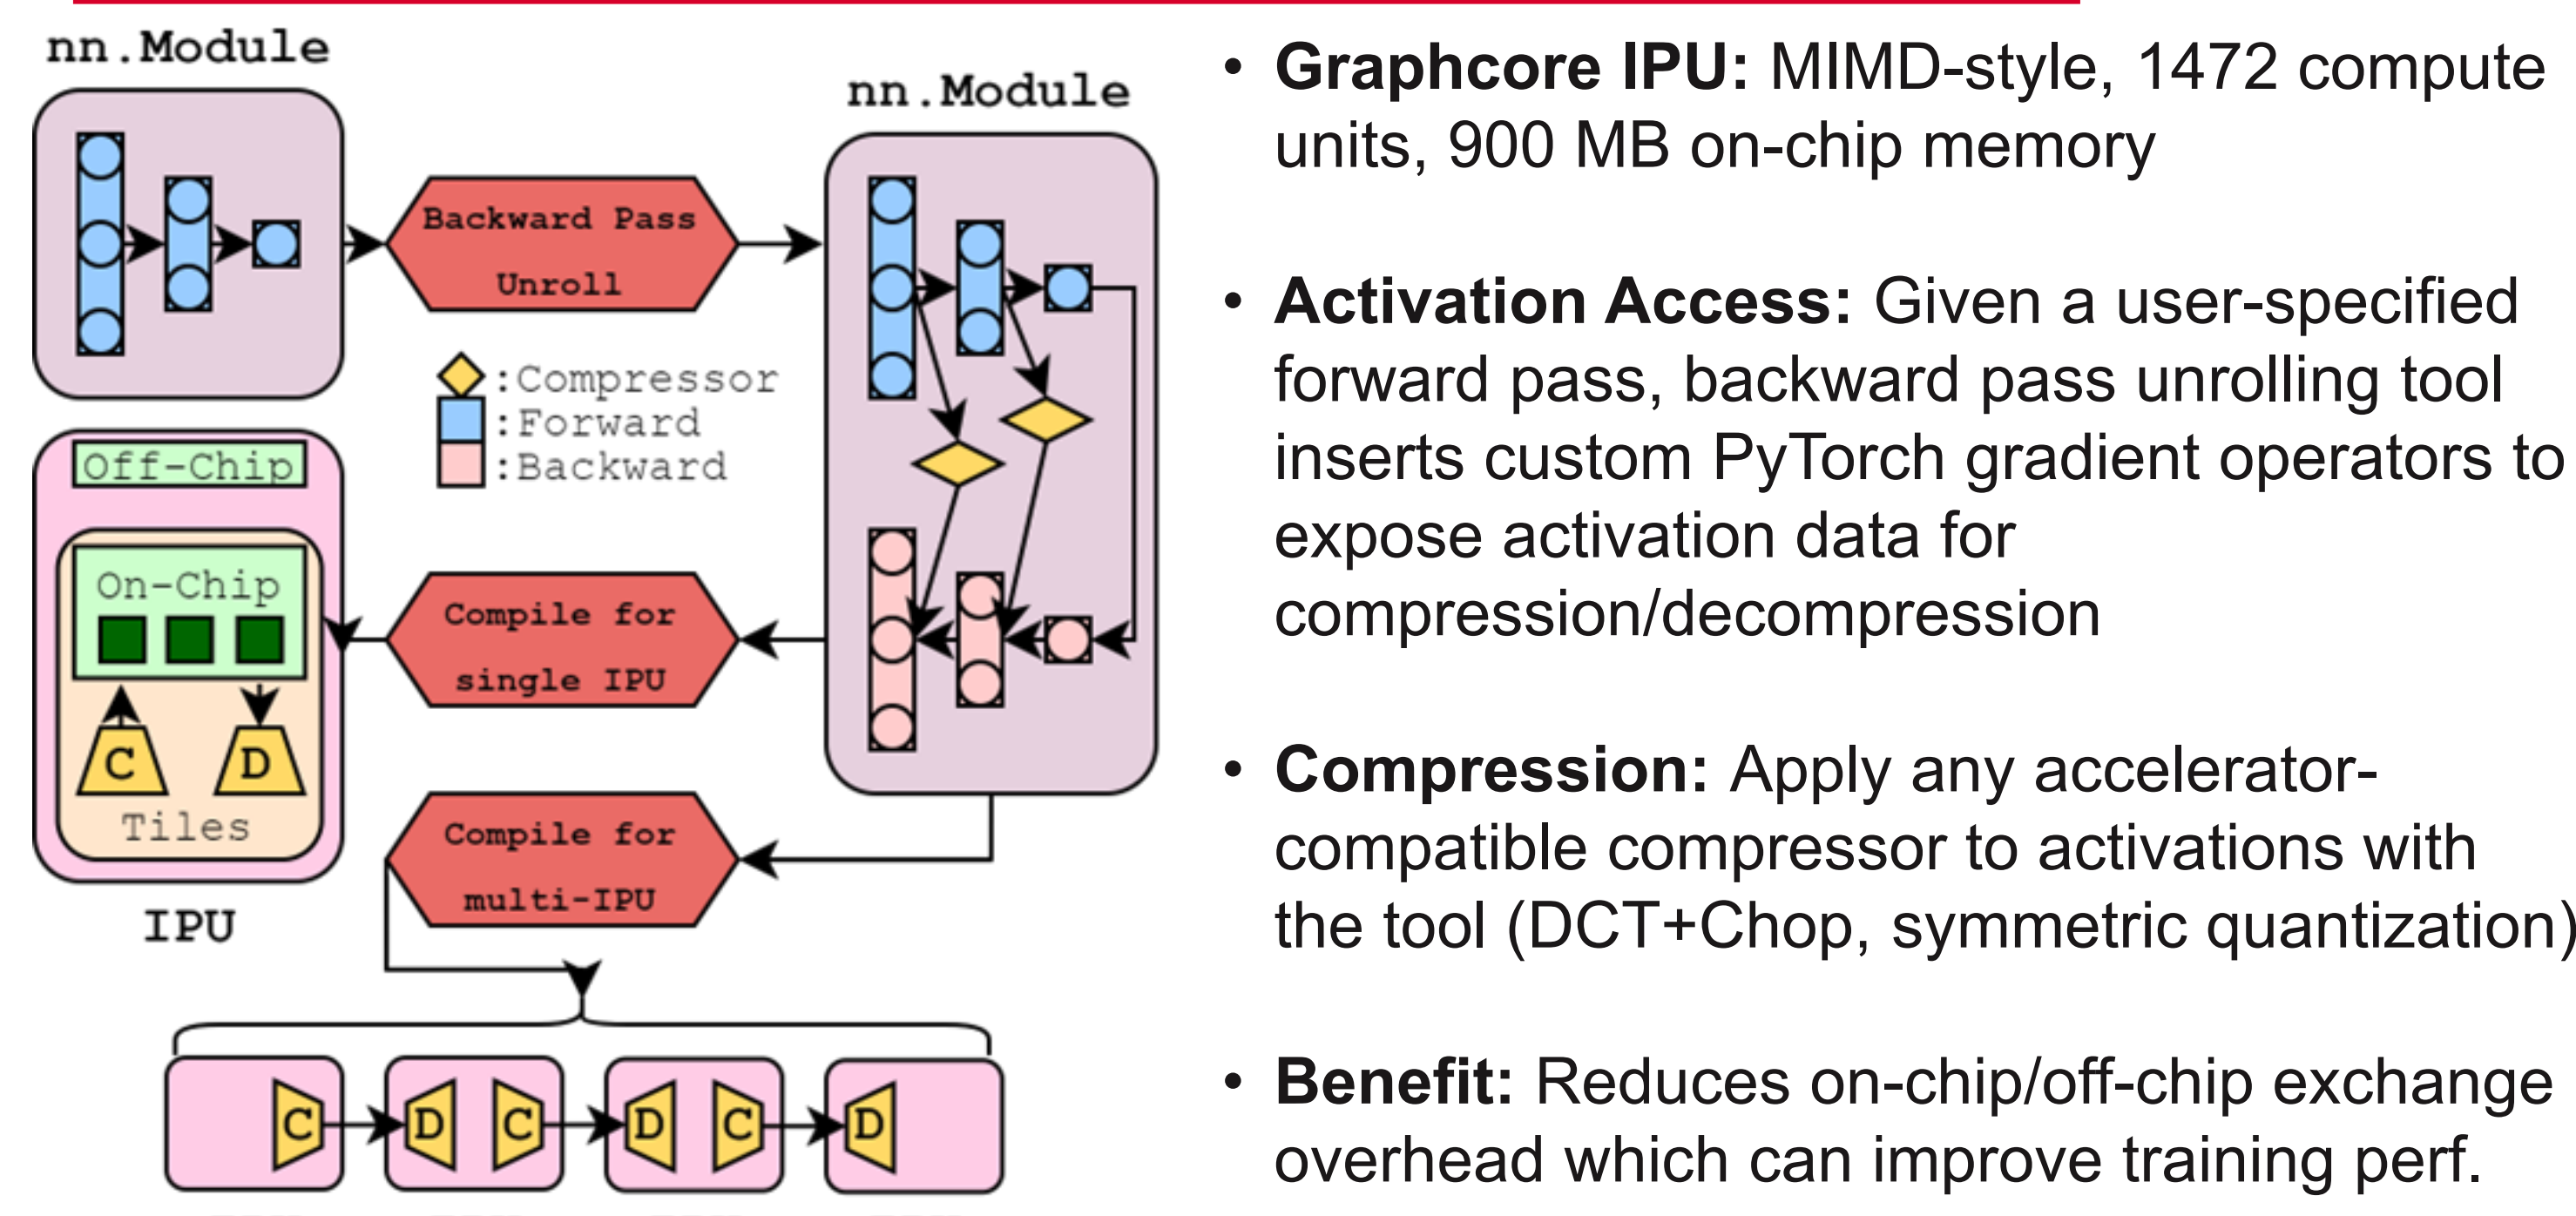 nn.Module
nn.Module
Backward Pass
Unroll
:Compressor
:Forward
:Backward
Off-Chip
On-Chip
C
D
Tiles
IPU
Compile for
single IPU
Compile for
multi-IPU
C
D
C
D
C
D
• Graphcore IPU: MIMD-style, 1472 compute
units, 900 MB on-chip memory
• Activation Access: Given a user-specified
forward pass, backward pass unrolling tool
inserts custom PyTorch gradient operators to
expose activation data for
compression/decompression
• Compression: Apply any accelerator-
compatible compressor to activations with
the tool (DCT+Chop, symmetric quantization)
• Benefit: Reduces on-chip/off-chip exchange
overhead which can improve training perf.